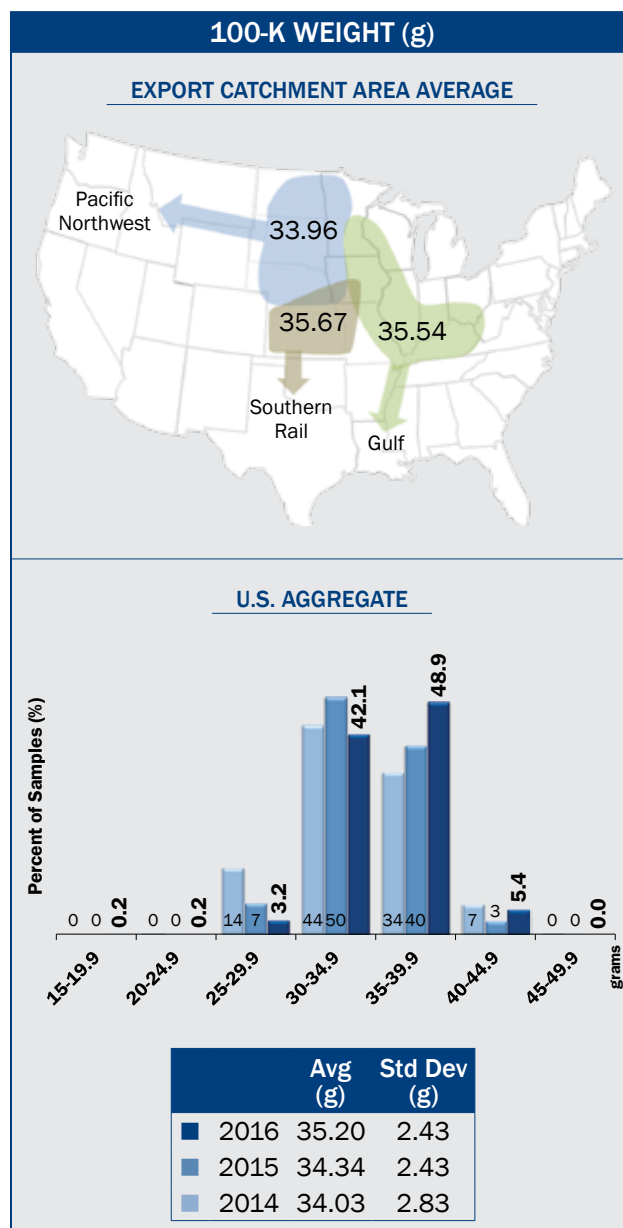 100-K WEIGHT (g)
EXPORT CATCHMENT AREA AVERAGE
Pacific
Northwest
33.96
35.67
35.54
Southern
Rail
Gulf
U.S. AGGREGATE
Percent of Samples (%)
0 0 0.2
0 0 0.2
14 7 3.2
44 50 42.1
34 40 48.9
7 3 5.4
0 0 0.0
15-19.9 20-24.9 25-29.9 30-34.9 35-39.9 40-44.9 45-49.9 grams
Avg Std Dev
(g) (g)
2016 35.20 2.43
2015 34.34 2.43
2014 34.03 2.83